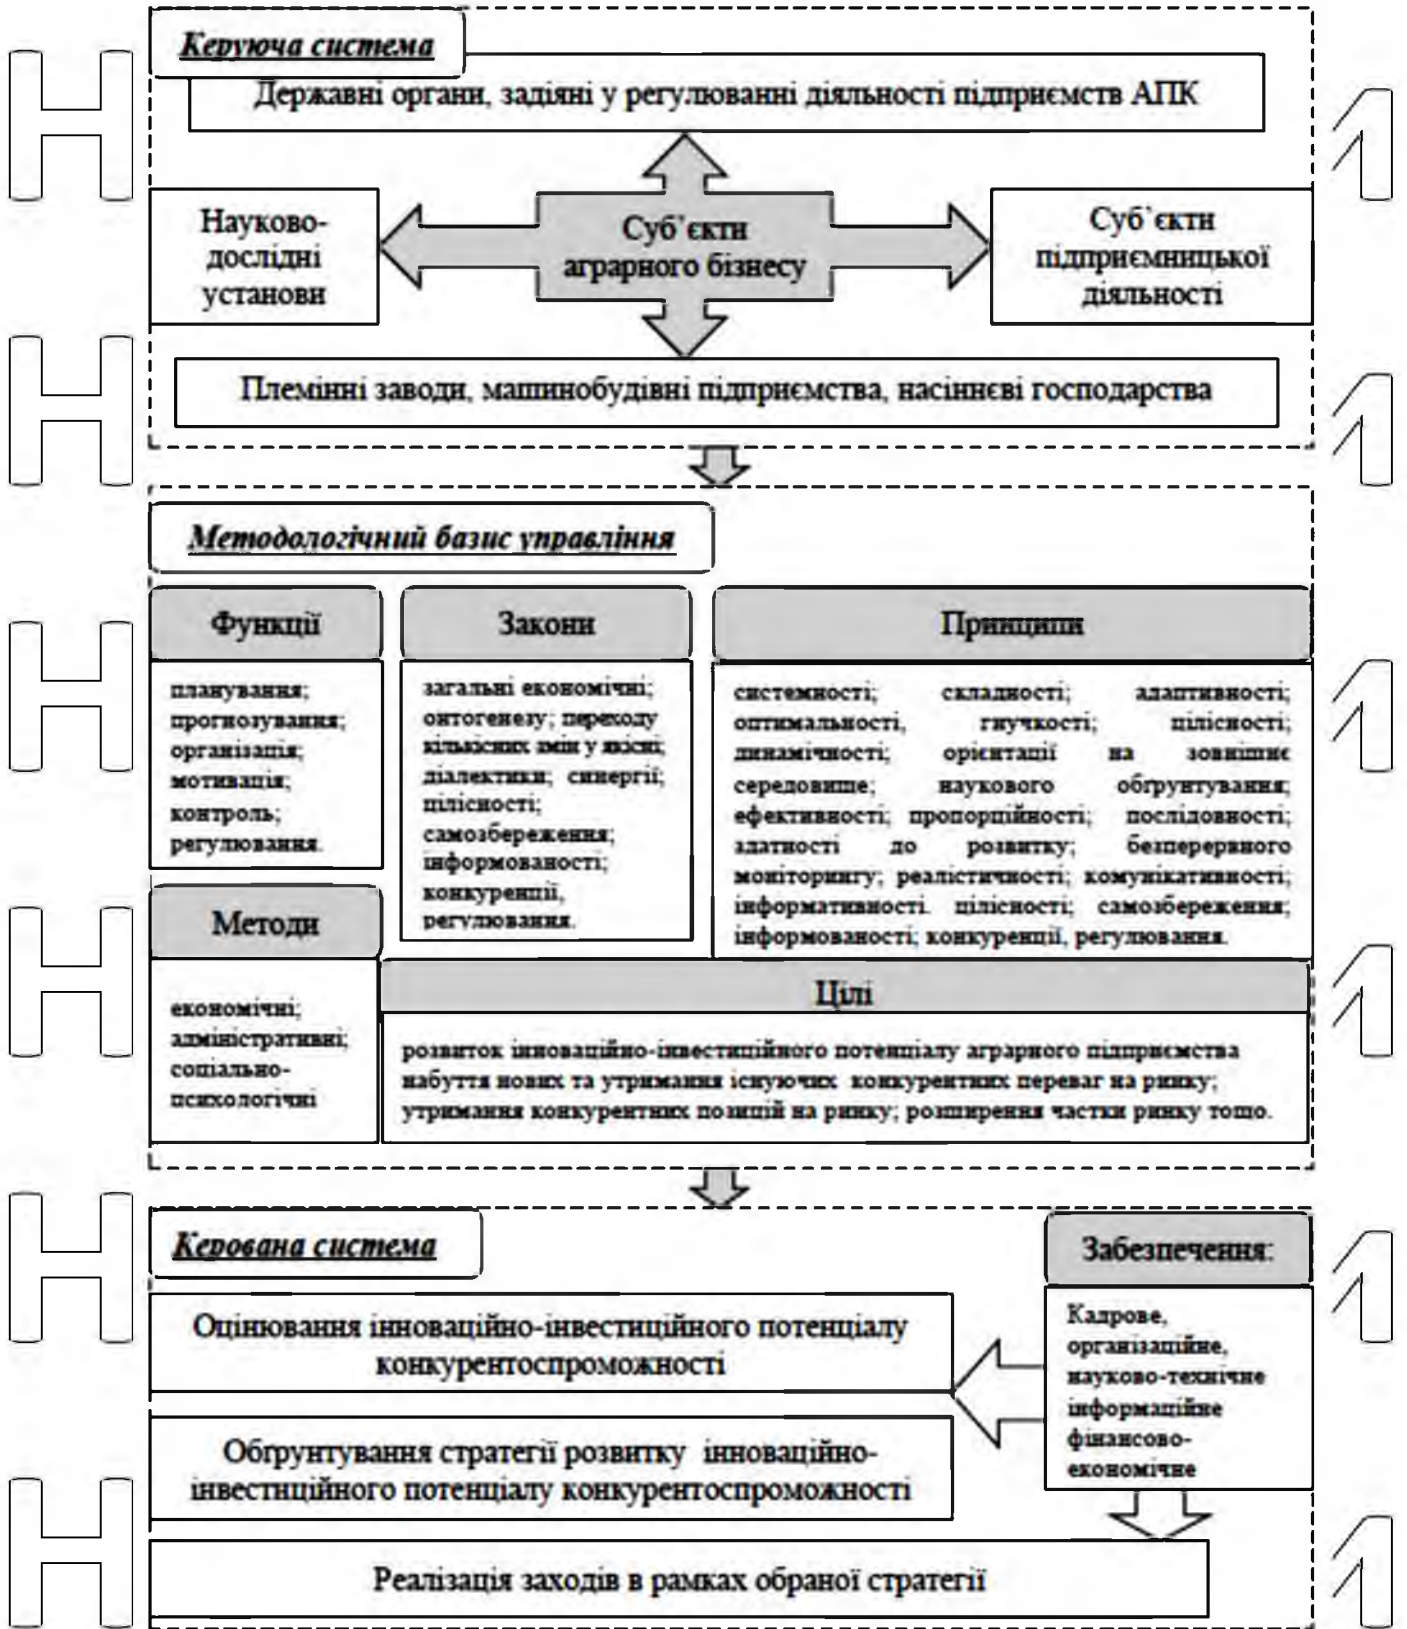 Керуюча система
Державні органи, задіяні у регулюванні діяльності підприємств АПК
Науково-
дослідні
установи
Суб’єкти
аграрного бізнесу
Суб’єкти
підприємницької
діяльності
Племінні заводи, машинобудівні підприємства, насіннєві господарства
Методологічний базис управління
Функції
планування;
прогнозування;
організація;
мотивація;
контроль;
регулювання.
Закони
загальні економічні;
онтогенезу; переходу
кількісних змін у якісні;
діалектики; синергії;
цілісності;
самозбереження;
інформованості;
конкуренції,
регулювання.
Принципи
системності; складності; адаптивності;
оптимальності, гнучкості; цілісності;
динамічності; орієнтації на зовнішнє
середовище; наукового обґрунтування;
ефективності; пропорційності; послідовності;
здатності до розвитку; безперервного
моніторингу; реалістичності; комунікативності;
інформативності. цілісності; самозбереження;
інформованості; конкуренції, регулювання.
Методи
економічні;
адміністративні;
соціально-
психологічні
Цілі
розвиток інноваційно-інвестиційного потенціалу аграрного підприємства
набуття нових та утримання існуючих конкурентних переваг на ринку;
утримання конкурентних позицій на ринку; розширення частки ринку тощо.
Керована система
Забезпечення:
Кадрове,
організаційне,
науково-технічне
інформаційне
фінансово-
економічне
Оцінювання інноваційно-інвестиційного потенціалу
конкурентоспроможності
Обґрунтування стратегії розвитку інноваційно-
інвестиційного потенціалу конкурентоспроможності
Реалізація заходів в рамках обраної стратегії
Н
Н
Н
Н
Н
Н